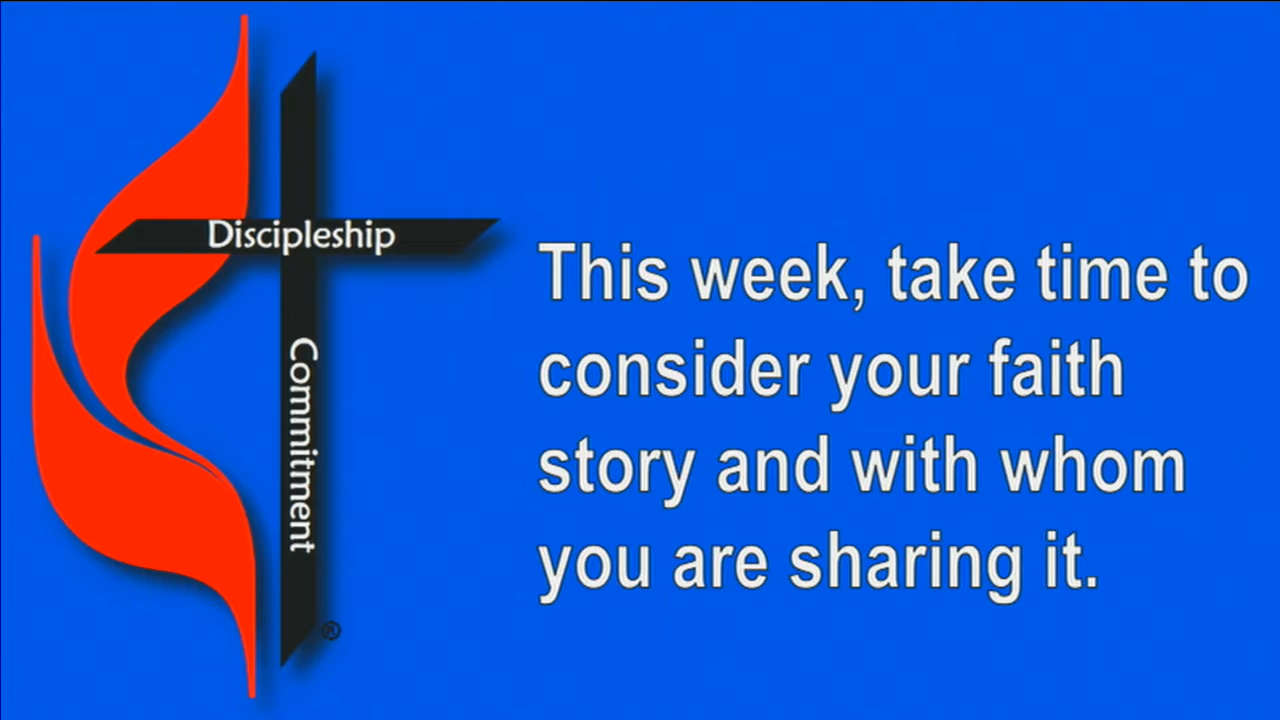 Discipleship
Commitment
®
This week, take time to
consider your faith
story and with whom
you are sharing it.